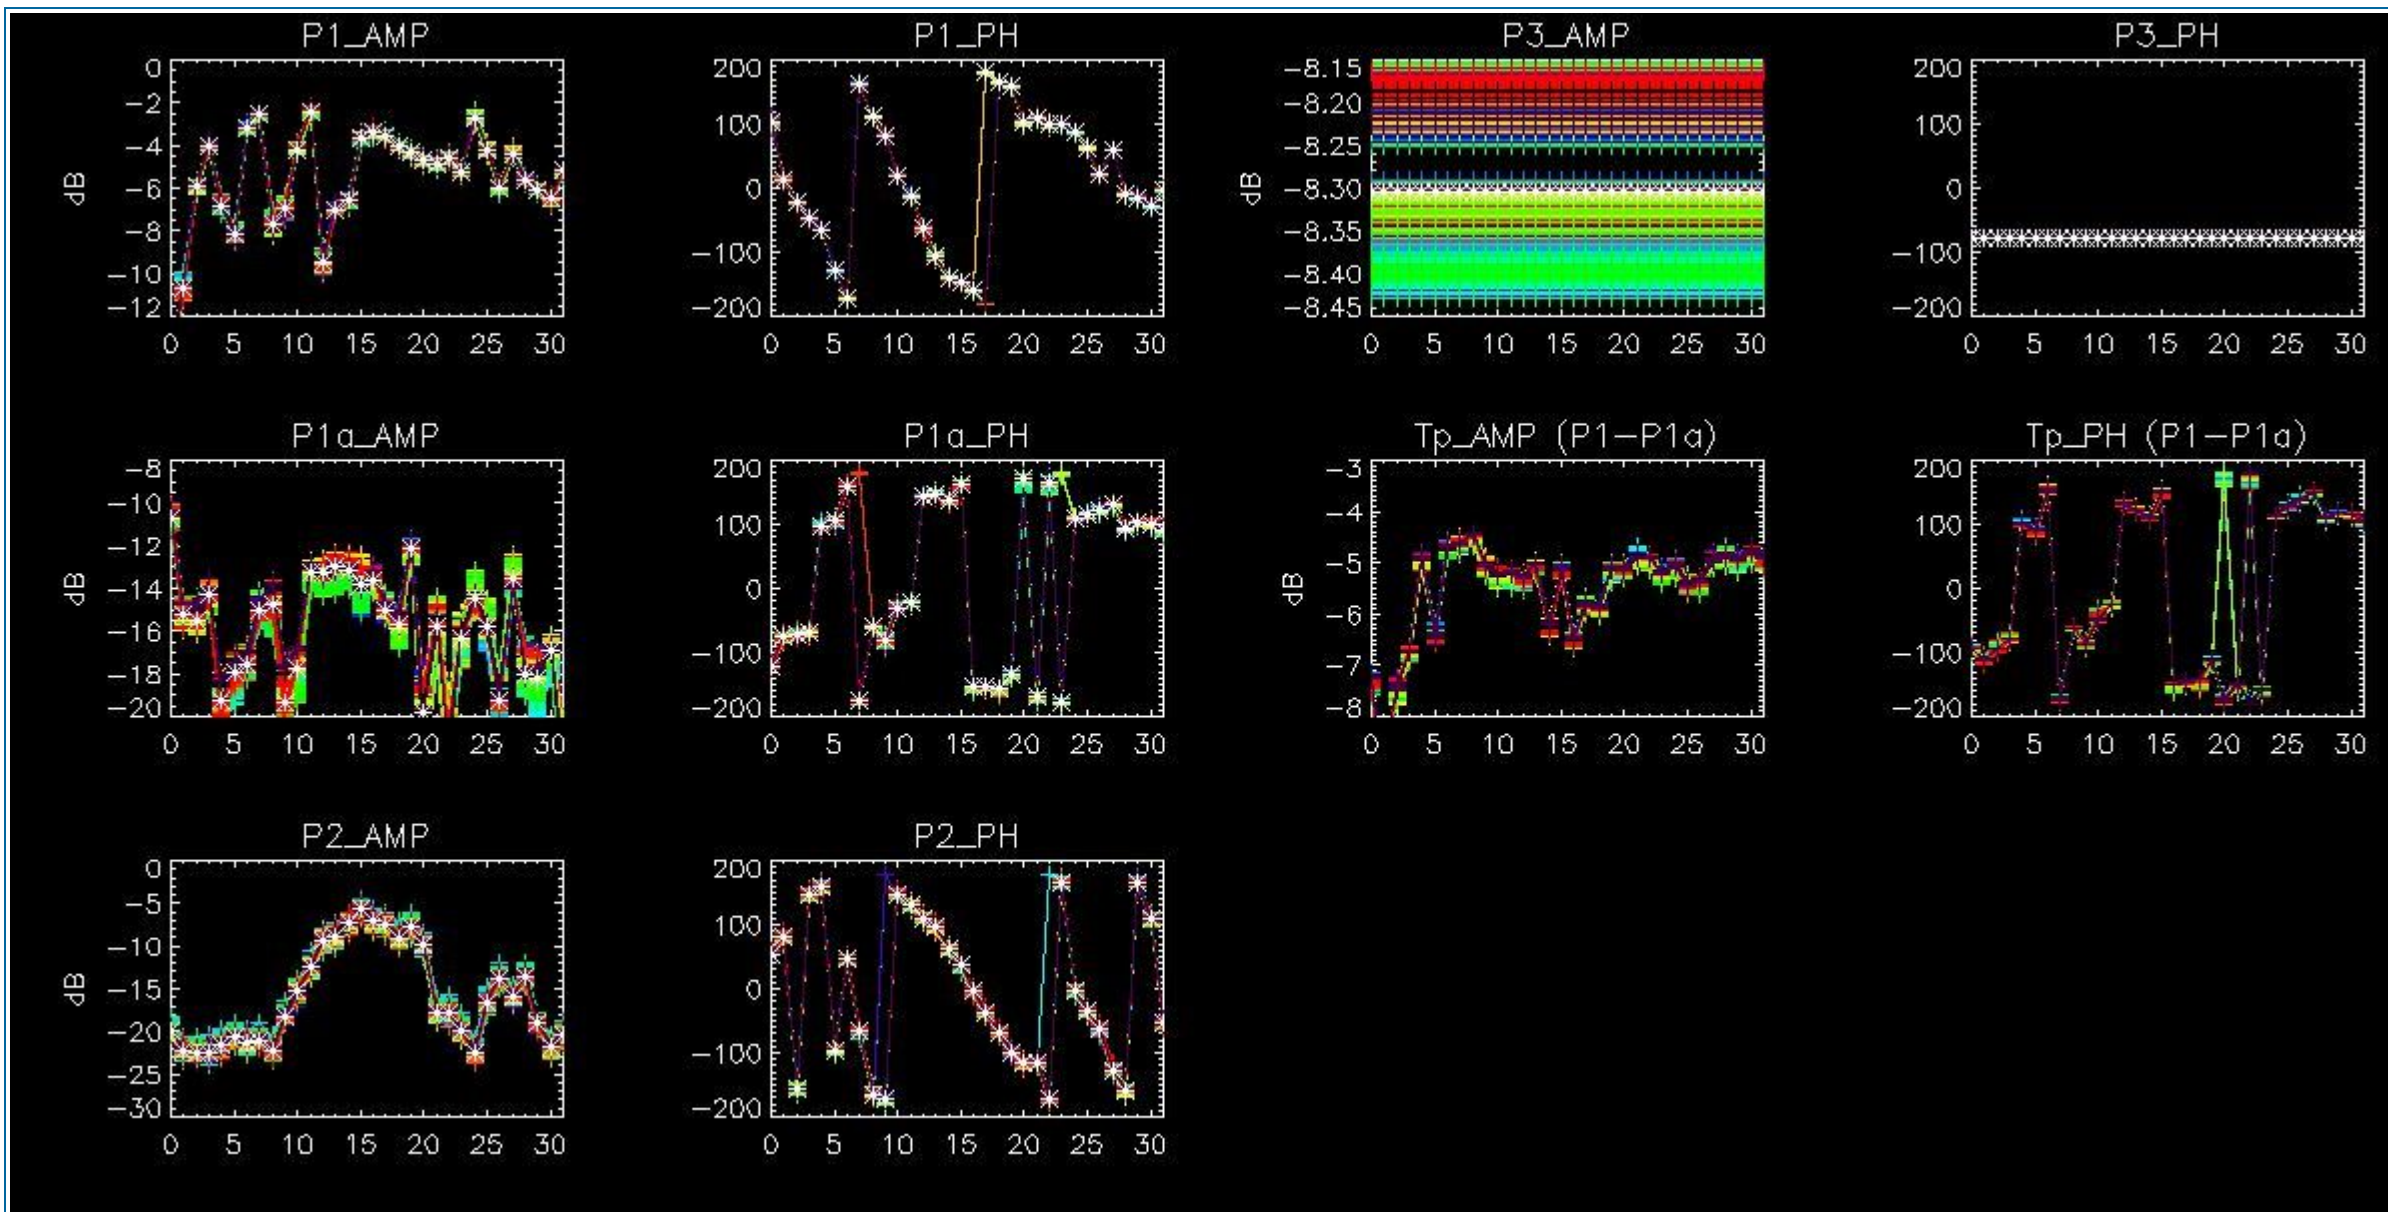 P1_AMP
0
−2
−4
−6
−8
−10
−12
dB
0 5 10 15 20 25 30
P1_PH
200
100
0
−100
−200
0 5 10 15 20 25 30
P3_AMP
−8.15
−8.20
−8.25
−8.30
−8.35
−8.40
−8.45
dB
0 5 10 15 20 25 30
P3_PH
200
100
0
−100
−200
0 5 10 15 20 25 30
P1a_AMP
−8
−10
−12
−14
−16
−18
−20
dB
0 5 10 15 20 25 30
P1a_PH
200
100
0
−100
−200
0 5 10 15 20 25 30
Tp_AMP (P1−P1a)
−3
−4
−5
−6
−7
−8
dB
0 5 10 15 20 25 30
Tp_PH (P1−P1a)
200
100
0
−100
−200
0 5 10 15 20 25 30
P2_AMP
0
−5
−10
−15
−20
−25
−30
dB
0 5 10 15 20 25 30
P2_PH
200
100
0
−100
−200
0 5 10 15 20 25 30